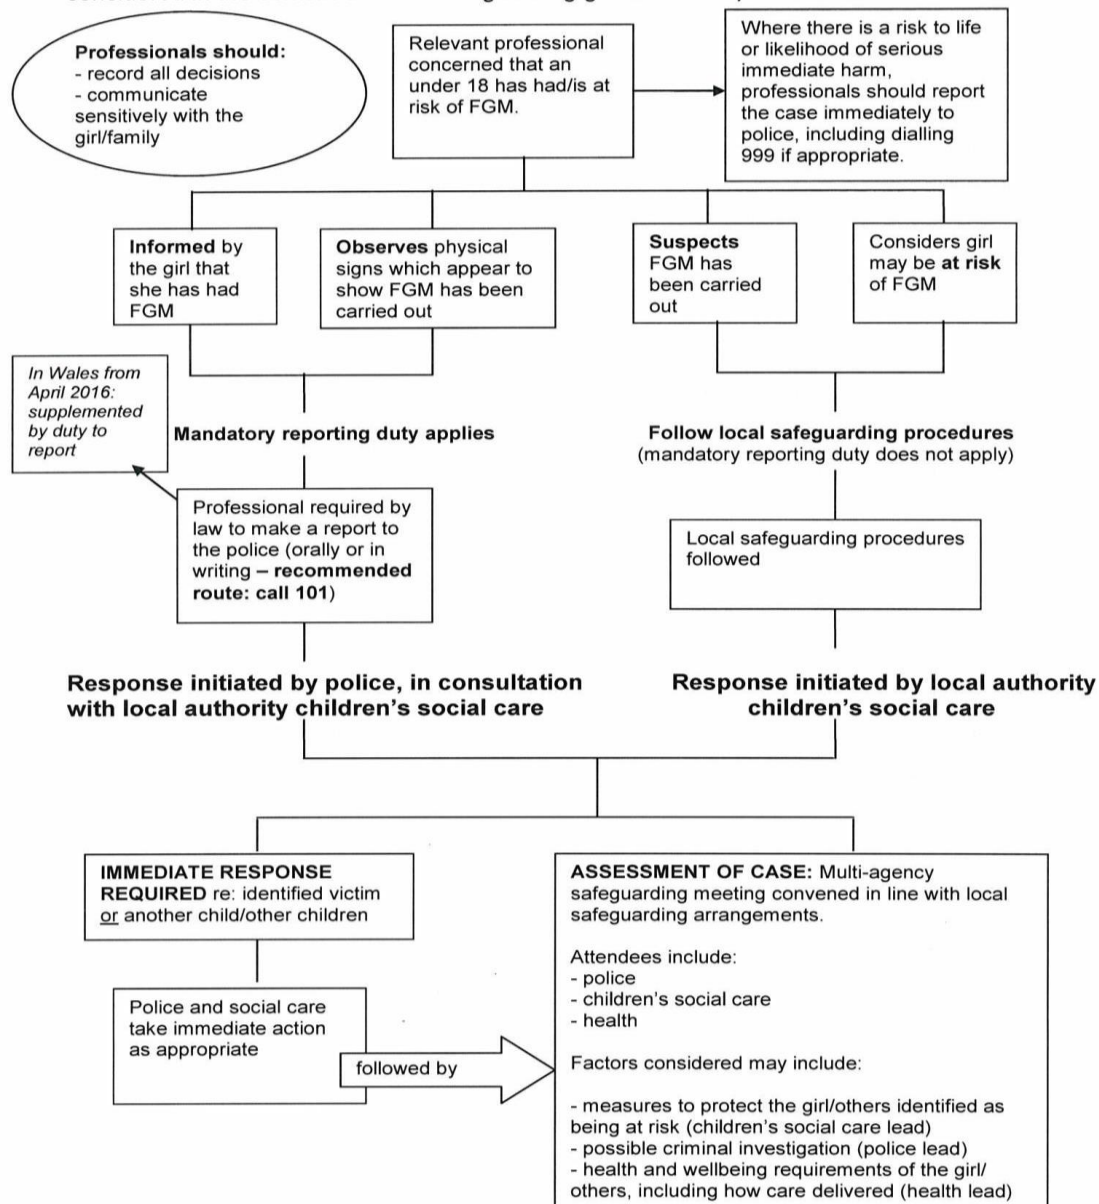 Professionals should:
- record all decisions
- communicate
sensitively with the
girl/family
Relevant professional
concerned that an
under 18 has had/is at
risk of FGM.
Where there is a risk to life
or likelihood of serious
immediate harm,
professionals should report
the case immediately to
police, including dialling
999 if appropriate.
Informed by
the girl that
she has had
FGM
Observes physical
signs which appear to
show FGM has been
carried out
Suspects
FGM has
been carried
out
Considers girl
may be at risk
of FGM
In Wales from
April 2016:
supplemented
by duty to
report
Mandatory reporting duty applies
Follow local safeguarding procedures
(mandatory reporting duty does not apply)
Professional required by
law to make a report to
the police (orally or in
writing – recommended
route: call 101)
Local safeguarding procedures
followed
Response initiated by police, in consultation
with local authority children's social care
Response initiated by local authority
children's social care
IMMEDIATE RESPONSE
REQUIRED re: identified victim
or another child/other children
Police and social care
take immediate action
as appropriate
followed by
ASSESSMENT OF CASE: Multi-agency
safeguarding meeting convened in line with local
safeguarding arrangements.
Attendees include:
- police
- children's social care
- health
Factors considered may include:
- measures to protect the girl/others identified as
being at risk (children's social care lead)
- possible criminal investigation (police lead)
- health and wellbeing requirements of the girl/
others, including how care delivered (health lead)